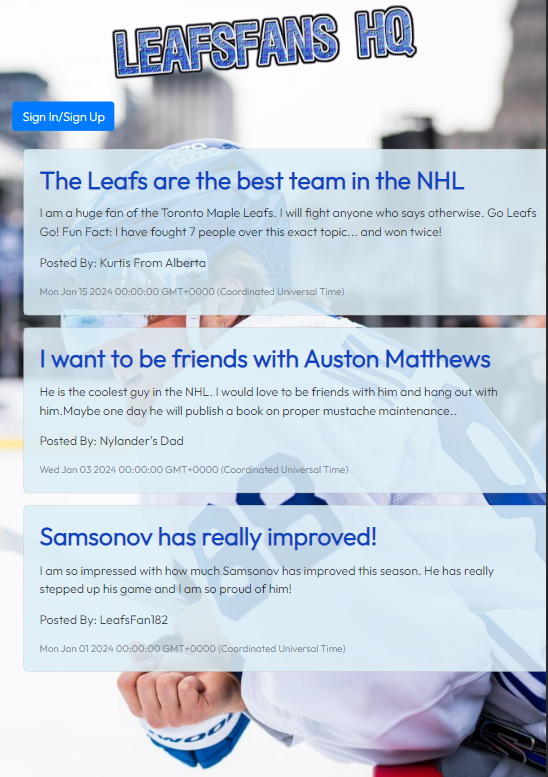 LEAFSFANS HQ
Sign In/Sign Up
The Leafs are the best team in the NHL
I am a huge fan of the Toronto Maple Leafs. I will fight anyone who says otherwise. Go Leafs
Go! Fun Fact: I have fought 7 people over this exact topic... and won twice!
Posted By: Kurtis From Alberta
Mon Jan 15 2024 00:00:00 GMT+0000 (Coordinated Universal Time)
I want to be friends with Auston Matthews
He is the coolest guy in the NHL. I would love to be friends with him and hang out with
him.Maybe one day he will publish a book on proper mustache maintenance..
Posted By: Nylander's Dad
Wed Jan 03 2024 00:00:00 GMT+0000 (Coordinated Universal Time)
88
Samsonov has really improved!
I am so impressed with how much Samsonov has improved this season. He has really
stepped up his game and I am so proud of him!
Posted By: LeafsFan182
Mon Jan 01 2024 00:00:00 GMT+0000 (Coordinated Universal Time)